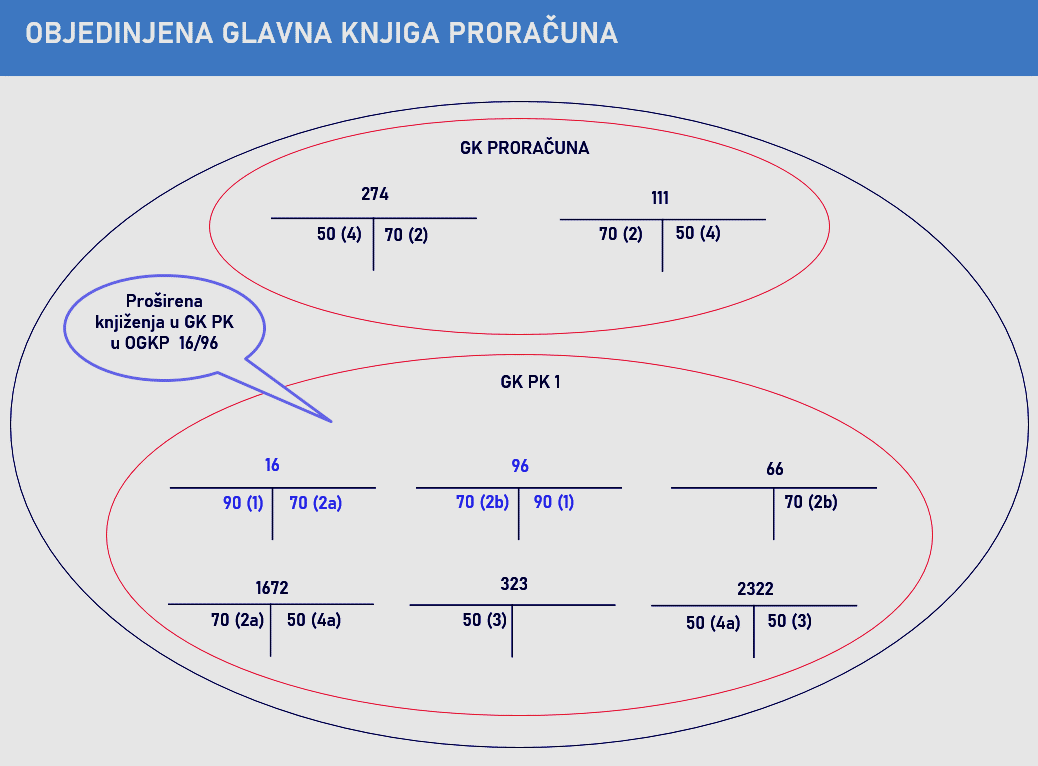 OBJEDINJENA GLAVNA KNJIGA PRORAČUNA
GK PRORAČUNA
274
50 (4) 70 (2)
111
70 (2) 50 (4)
Proširena
knjiženja u GK PK
u OGKP 16/96
GK PK 1
16
90 (1) 70 (2a)
96
70 (2b) 90 (1)
66
70 (2b)
1672
70 (2a) 50 (4a)
323
50 (3)
2322
50 (4a) 50 (3)